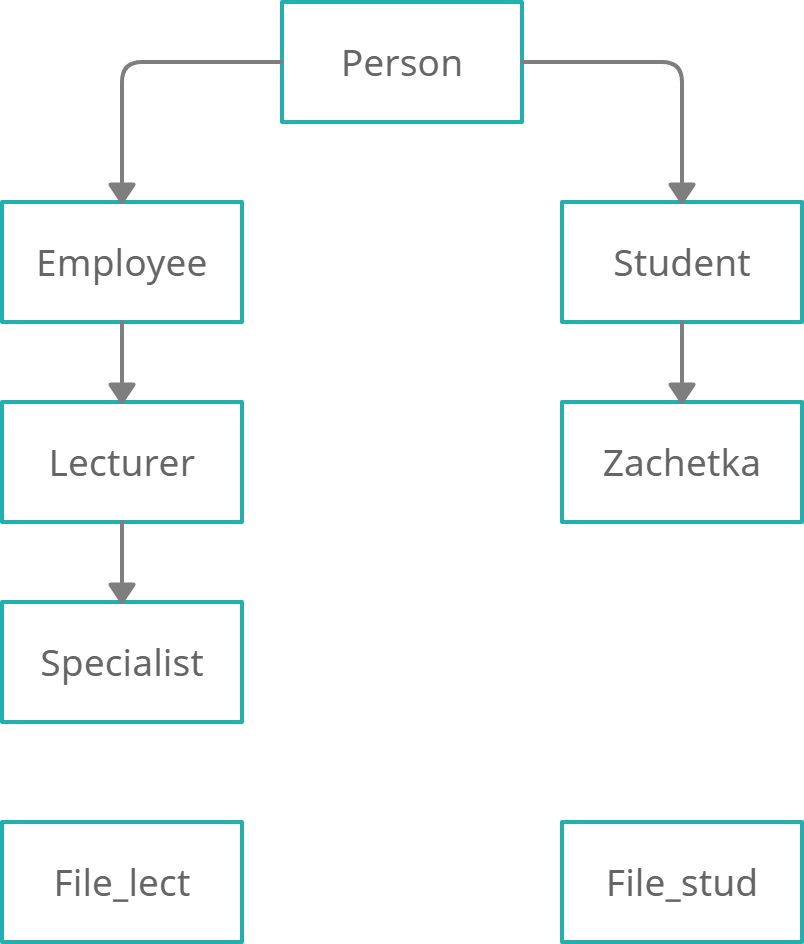 Person
Employee
Student
Lecturer
Zachetka
Specialist
File_lect
File_stud